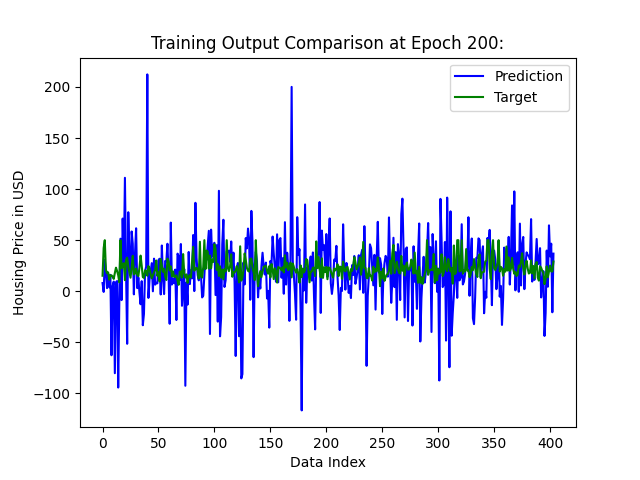 Training Output Comparison at Epoch 200:
Prediction
Target
Housing Price in USD
200
150
100
50
0
−50
−100
0 50 100 150 200 250 300 350 400
Data Index